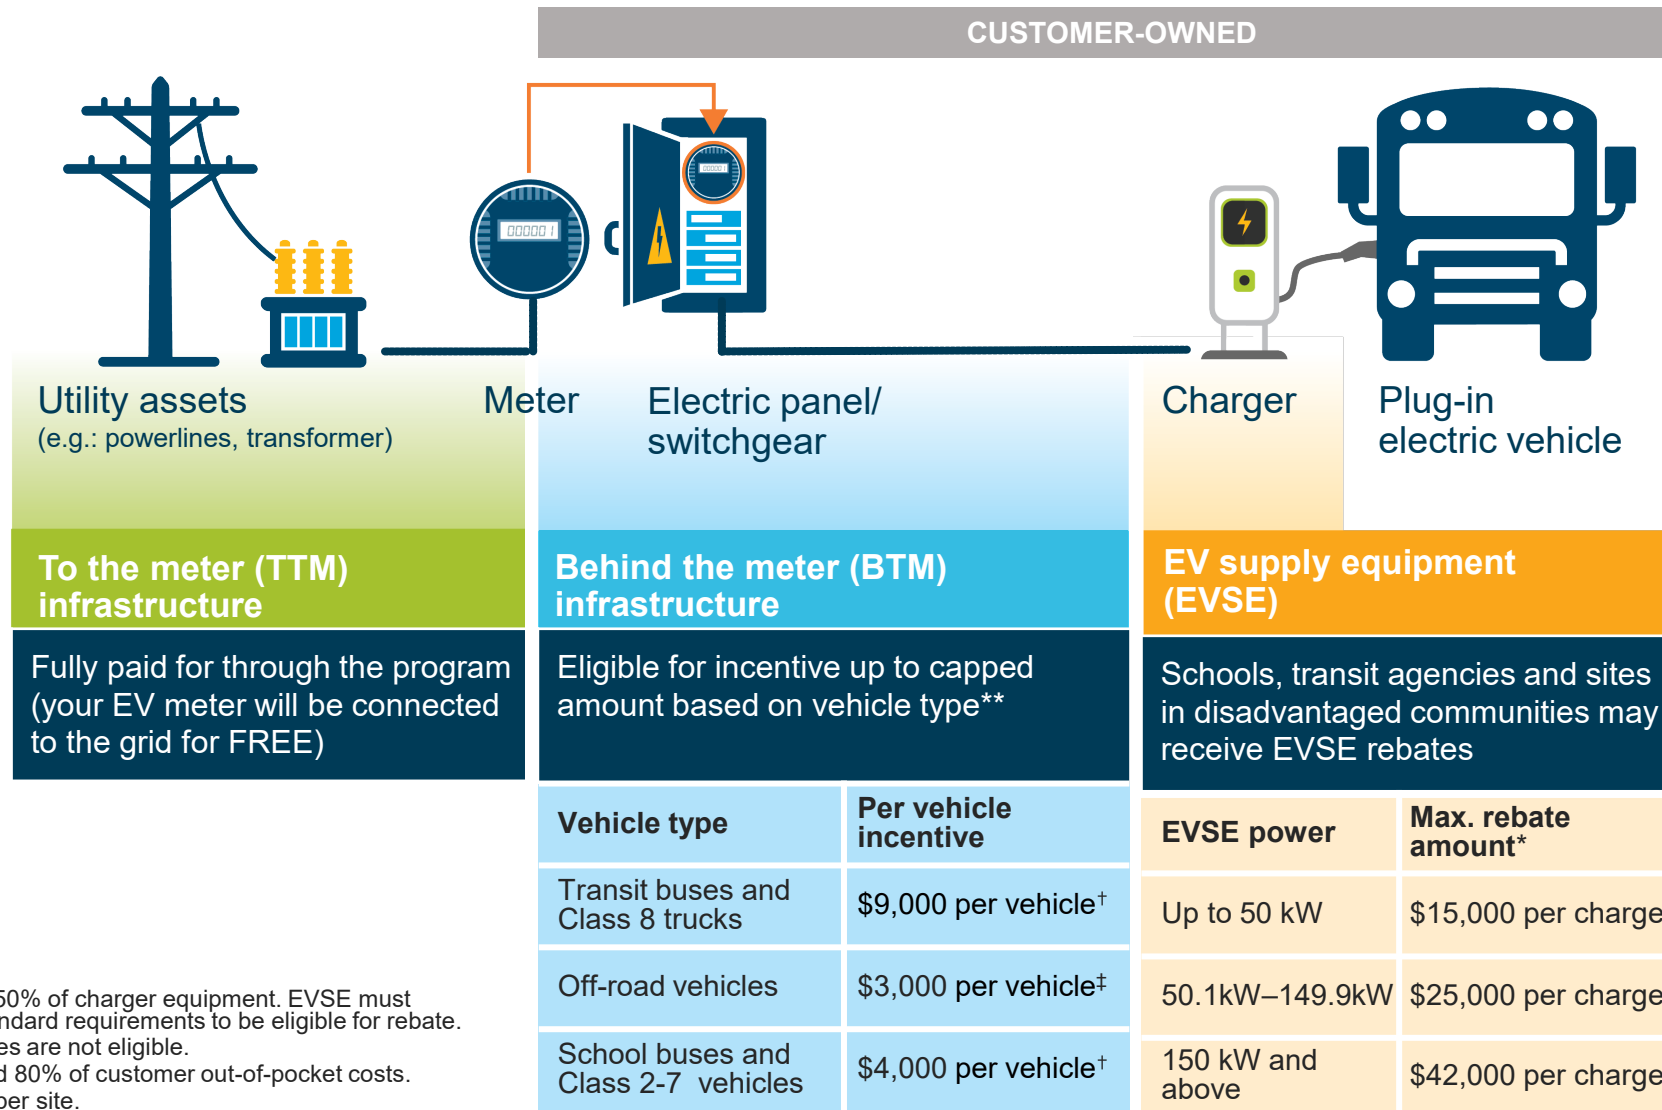 CUSTOMER-OWNED
000001
000001
Utility assets
(e.g.: powerlines, transformer)
Meter
Electric panel/
switchgear
Charger
Plug-in
electric vehicle
To the meter (TTM)
infrastructure
Fully paid for through the program
(your EV meter will be connected
to the grid for FREE)
Behind the meter (BTM)
infrastructure
Eligible for incentive up to capped
amount based on vehicle type**
Vehicle type
Per vehicle
incentive
Transit buses and
Class 8 trucks
$9,000 per vehicle†
Off-road vehicles
$3,000 per vehicle‡
School buses and
Class 2-7 vehicles
$4,000 per vehicle†
EV supply equipment
(EVSE)
Schools, transit agencies and sites
in disadvantaged communities may
receive EVSE rebates
EVSE power
Max. rebate
amount*
Up to 50 kW
$15,000 per charge
50.1kW–149.9kW
$25,000 per charge
150 kW and
above
$42,000 per charge
50% of charger equipment. EVSE must
ndard requirements to be eligible for rebate.
es are not eligible.
d 80% of customer out-of-pocket costs.
per site.